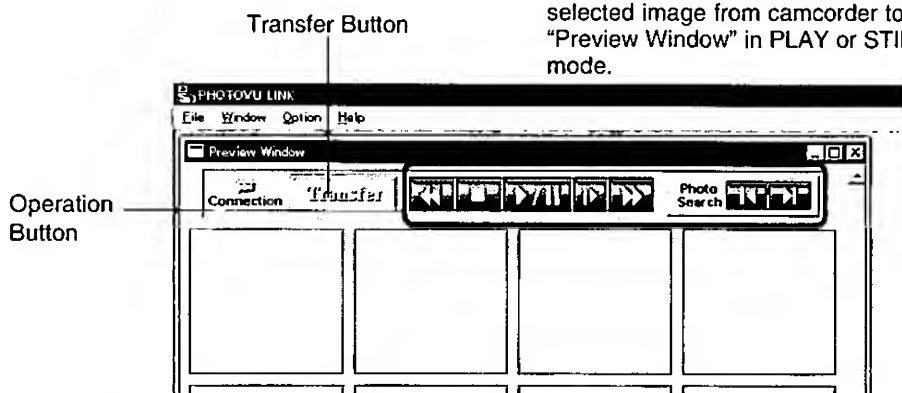 Transfer Button
selected image from camcorder to
"Preview Window" in PLAY or
mode.
PHOTOVU LINK
File Window Option Help
Preview Window
Operation
Button
Connection
Transfer
Photo
Search